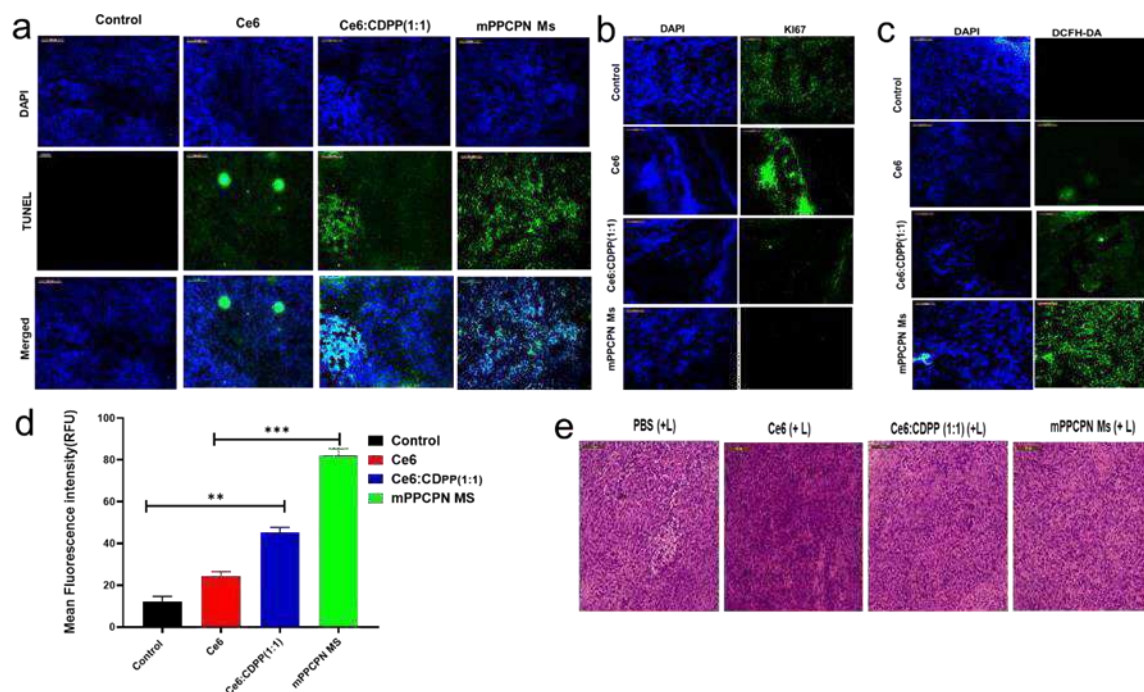 a
Control
Ce6
Ce6:CDPP(1:1)
mPPCPN Ms
DAPI
TUNEL
Merged
b
DAPI
KI67
Control
Ce6
Ce6:CDPP(1:1)
mPPCPN Ms
c
DAPI
DCFH-DA
Control
Ce6
Ce6:CDPP(1:1)
mPPCPN Ms
d
Mean Fluorescence intensity(RFU)
100
80
60
40
20
0
***
**
Control
Ce6
Ce6:CDPP(1:1)
mPPCPN MS
Control
Ce6
Ce6:CDPP(1:1)
mPPCPN MS
e
PBS (+L)
Ce6 (+ L)
Ce6:CDPP (1:1) (+L)
mPPCPN Ms (+ L)